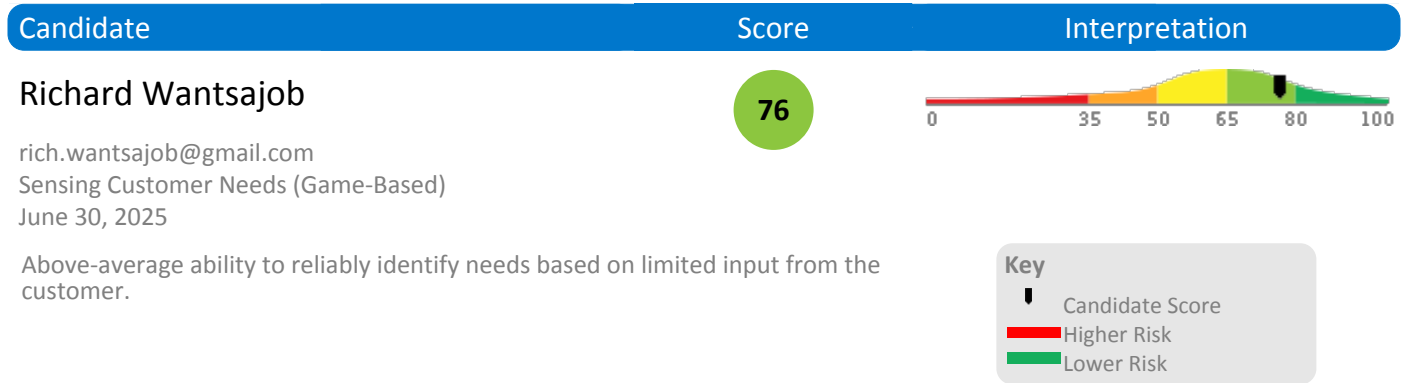 Candidate Score Interpretation
Richard Wantsajob
76
0 35 50 65 80 100
rich.wantsajob@gmail.com
Sensing Customer Needs (Game-Based)
June 30, 2025
Above-average ability to reliably identify needs based on limited input from the
customer.
Key
Candidate Score
Higher Risk
Lower Risk